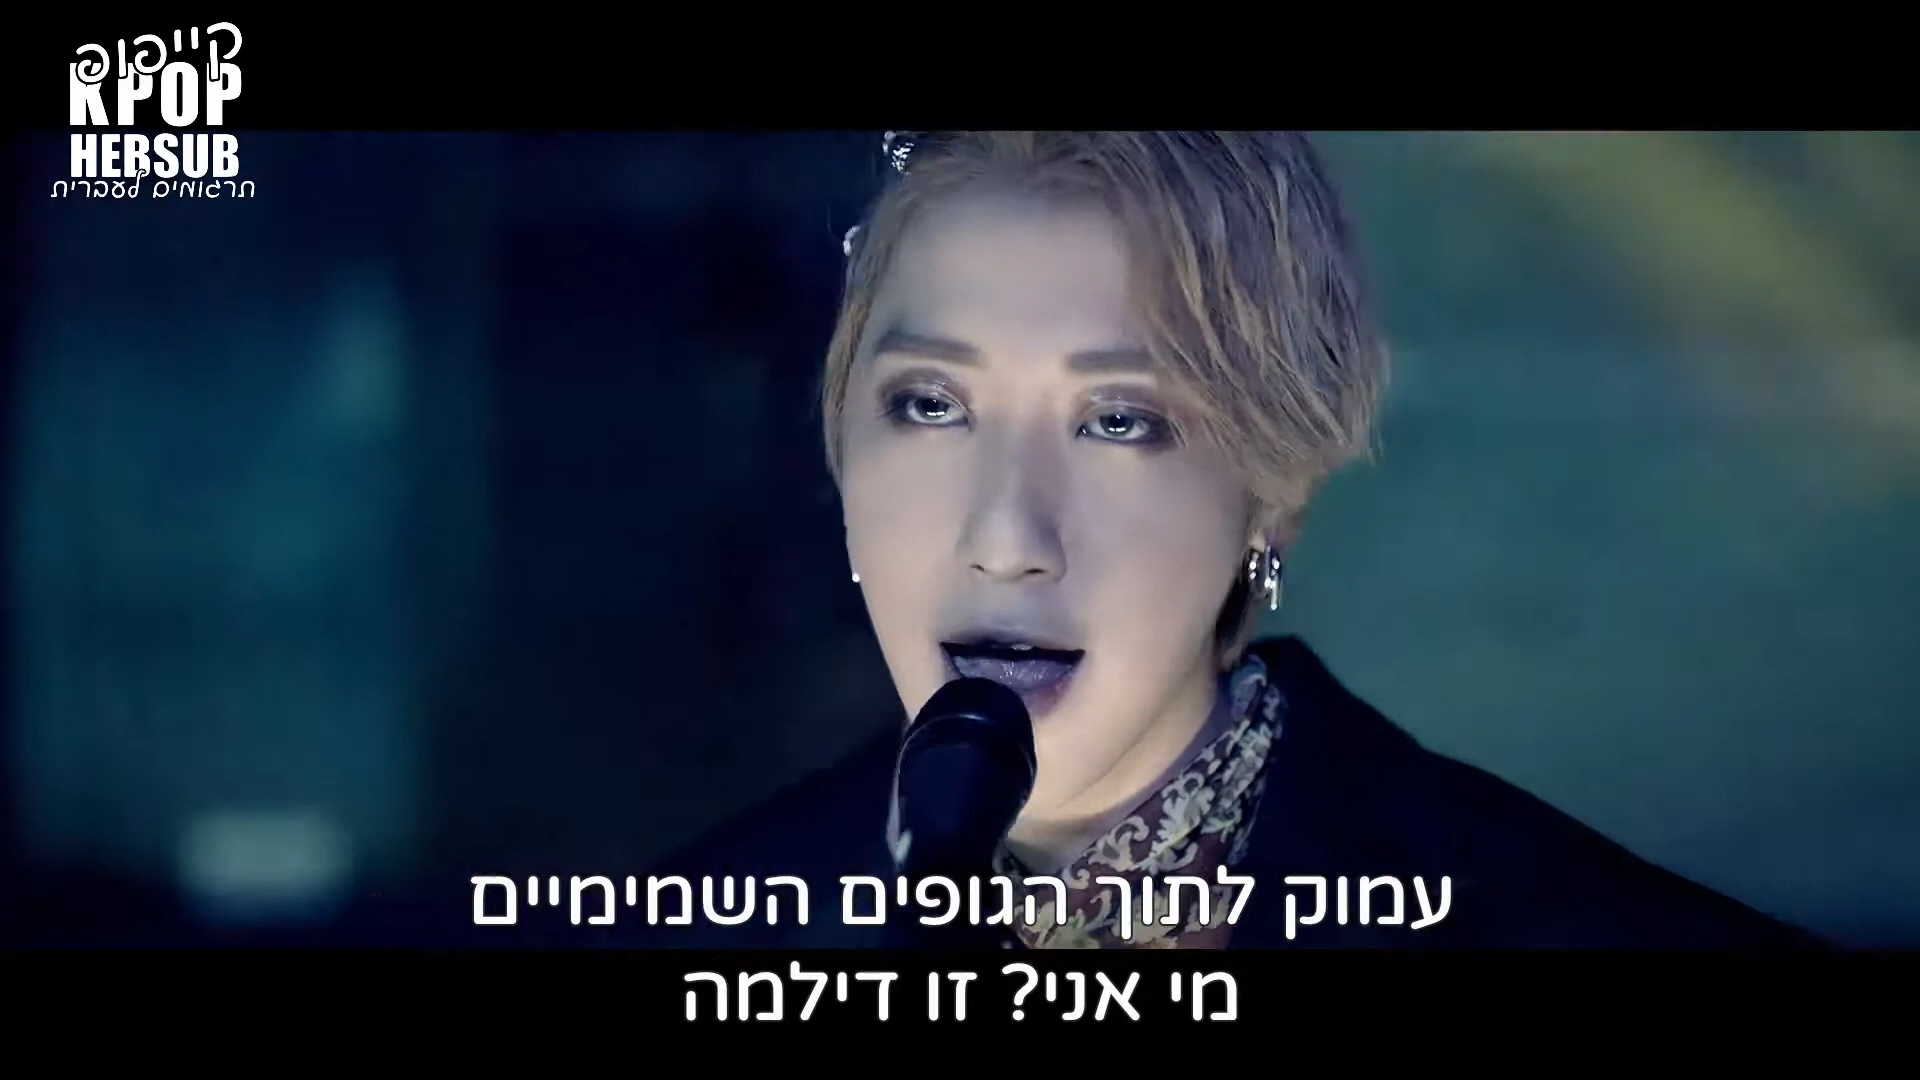 קייפופ
KPOP
HEBSUB
תרגומים לעברית
עמוק לתוך הגופים השמימיים
מי אני? זו דילמה